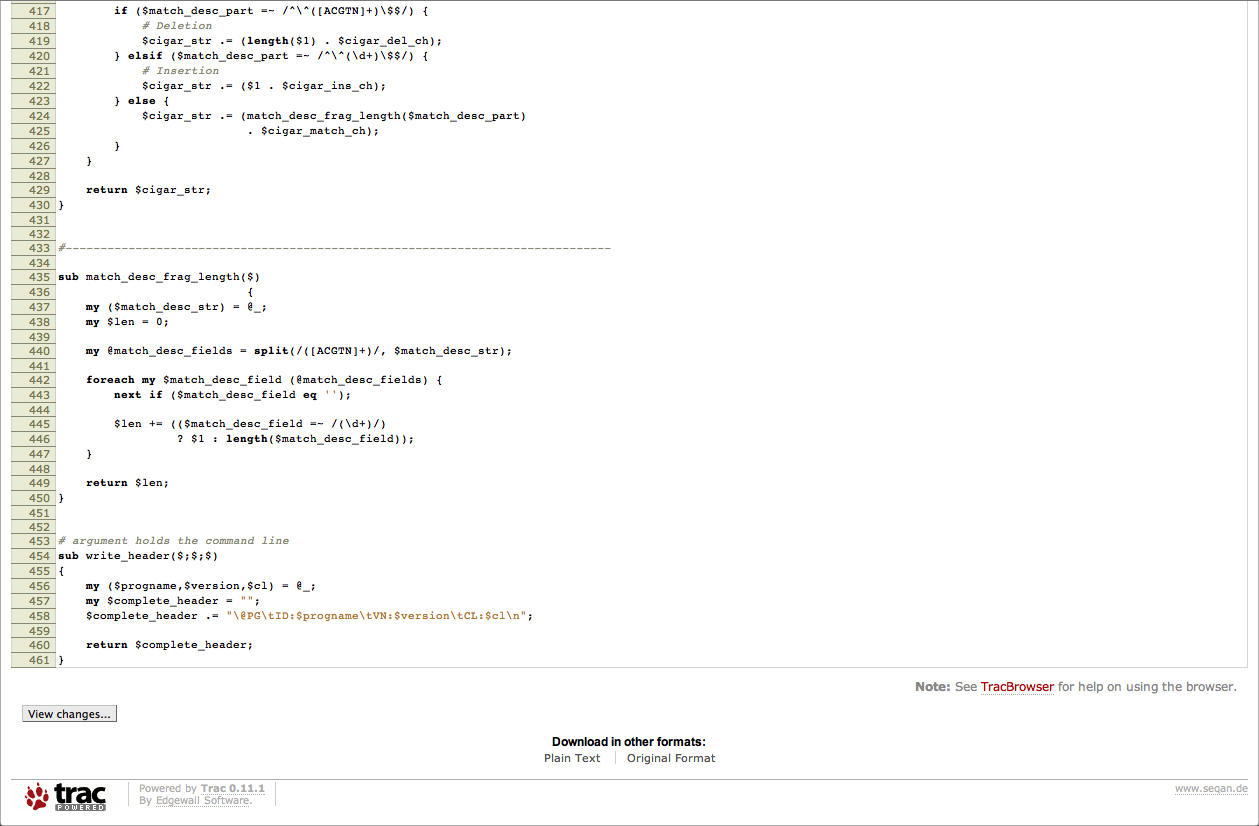 417         if ($match_desc_part =~ /^\^([ACGTN]+)\$$/) {
418             # Deletion
419             $cigar_str .= (length($1) . $cigar_del_ch);
420         } elsif ($match_desc_part =~ /^\^(\d+)\$$/) {
421             # Insertion
422             $cigar_str .= ($1 . $cigar_ins_ch);
423         } else {
424             $cigar_str .= (match_desc_frag_length($match_desc_part)
425                            . $cigar_match_ch);
426         }
427     }
428
429     return $cigar_str;
430 }
431
432
433 #------------------------------------------------------------------------------
434
435 sub match_desc_frag_length($)
436                            {
437     my ($match_desc_str) = @_;
438     my $len = 0;
439
440     my @match_desc_fields = split(/([ACGTN]+)/, $match_desc_str);
441
442     foreach my $match_desc_field (@match_desc_fields) {
443         next if ($match_desc_field eq '');
444
445         $len += (($match_desc_field =~ /(\d+)/)
446                  ? $1 : length($match_desc_field));
447     }
448
449     return $len;
450 }
451
452
453 # argument holds the command line
454 sub write_header($;$;$)
455 {
456     my ($progname,$version,$cl) = @_;
457     my $complete_header = "";
458     $complete_header .= "\@PG\tID:$progname\tVN:$version\tCL:$cl\n";
459
460     return $complete_header;
461 }
Note: See TracBrowser for help on using the browser.
View changes...
Download in other formats:
Plain Text Original Format
trac POWERED
Powered by Trac 0.11.1
By Edgewall Software.
www.seqan.de